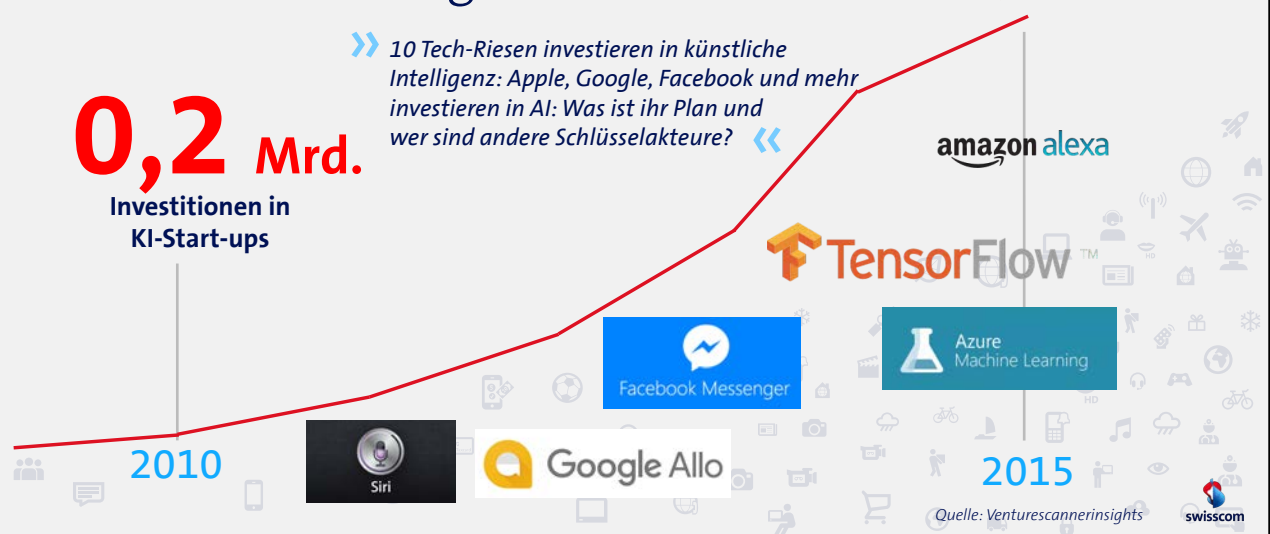 10 Tech-Riesen investieren in künstliche
Intelligenz: Apple, Google, Facebook und mehr
investieren in AI: Was ist ihr Plan und
wer sind andere Schlüsselakteure?
0,2 Mrd.
Investitionen in
KI-Start-ups
amazon alexa
TensorFlow™
Facebook Messenger
Azure
Machine Learning
2010
Siri
Google Allo
2015
Quelle: Venturescannerinsights
swisscom
HD
HD